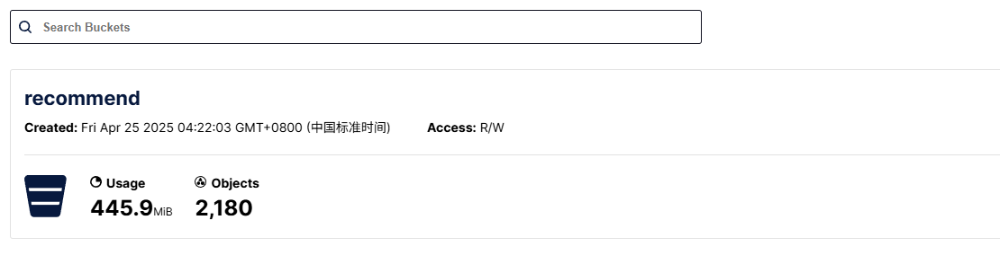 Search Buckets
recommend
Created: Fri Apr 25 2025 04:22:03 GMT+0800 (中国标准时间) Access: R/W
Usage Objects
445.9MiB 2,180